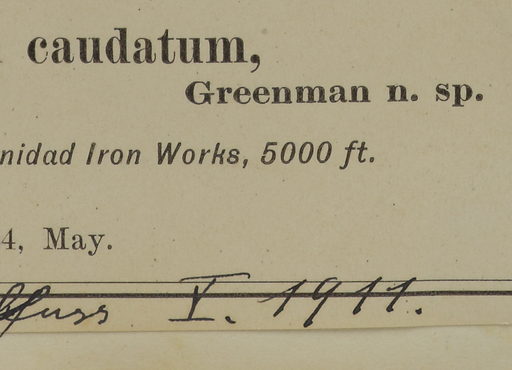 caudatum,
Greenman n. sp.
nidad Iron Works, 5000 ft.
4, May.
I. 1911.